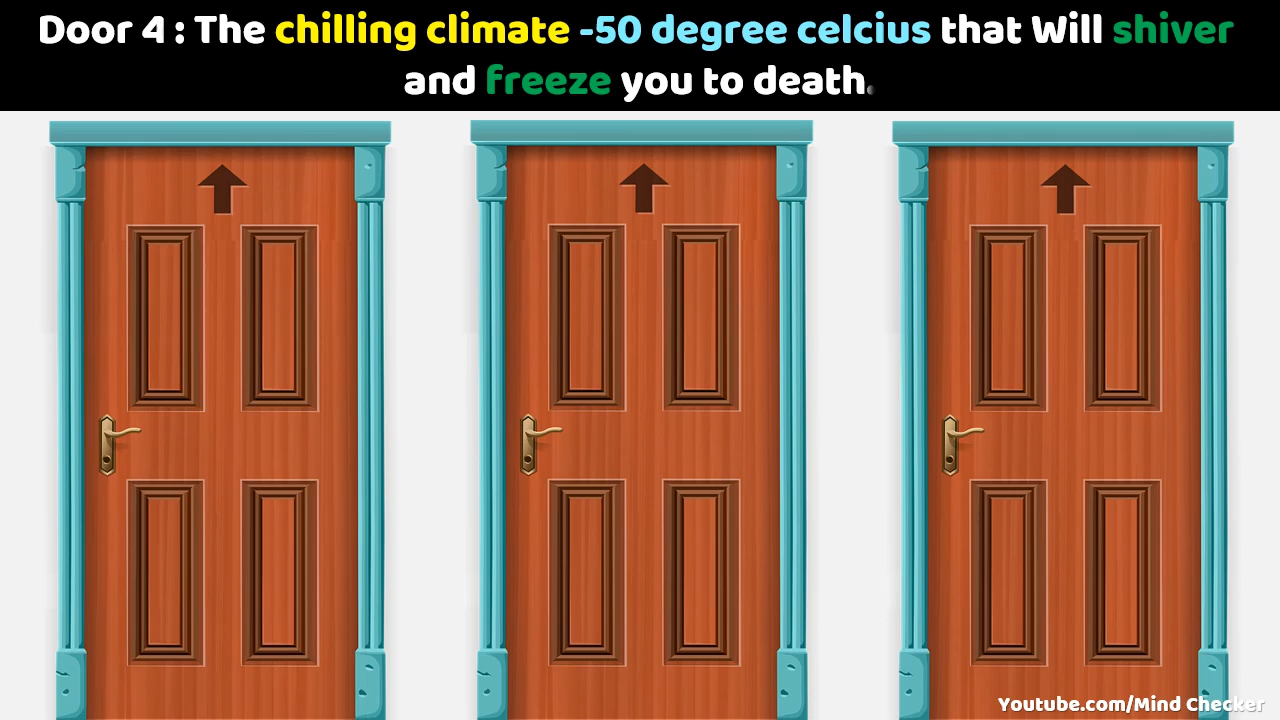 Door 4 : The chilling climate -50 degree celcius that Will shiver
and freeze you to death.
Youtube.com/Mind Checker